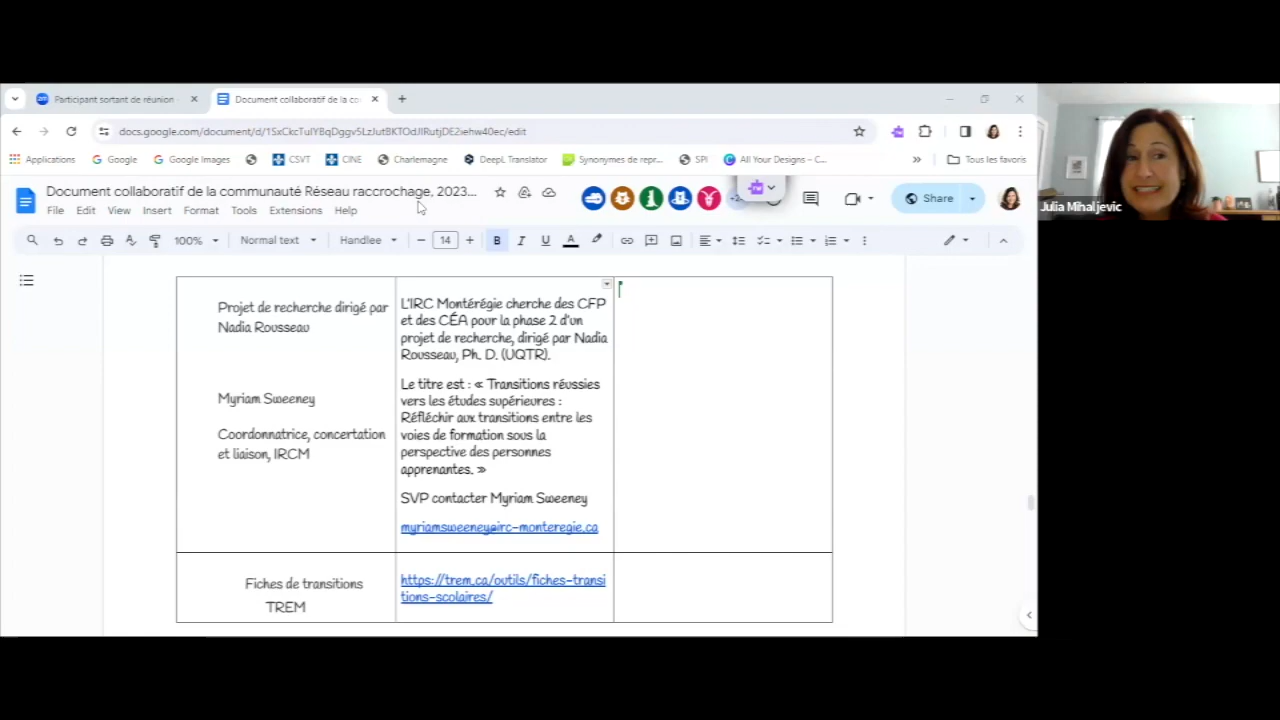 Participant sortant de réunion
Document collaboratif de la co
docs.google.com/document/d/1SxCkcTuIYBqDggv5LzJutBKTOdJIRutjDE2iehw40ec/edit
Applications
Google
Google Images
CSVT
CINE
Charlemagne
DeepL Translator
Synonymes de repr...
SPI
All Your Designs – C...
»
Tous les favoris
Document collaboratif de la communauté Réseau raccrochage, 2023...
Share
File Edit View Insert Format Tools Extensions Help
100% Normal text Handlee 14 B I U A
Julia Mihaljevic
Projet de recherche dirigé par
Nadia Rousseau
Myriam Sweeney
Coordonnatrice, concertation
et liaison, IRCM
L'IRC Montérégie cherche des CFP
et des CÉA pour la phase 2 d'un
projet de recherche, dirigé par Nadia
Rousseau, Ph. D. (UQTR).
Le titre est : « Transitions réussies
vers les études supérieures :
Réfléchir aux transitions entre les
voies de formation sous la
perspective des personnes
apprenantes. »
SVP contacter Myriam Sweeney
myriamsweeney@irc-monteregie.ca
Fiches de transitions
TREM
https://trem.ca/outils/fiches-transi
tions-scolaires/